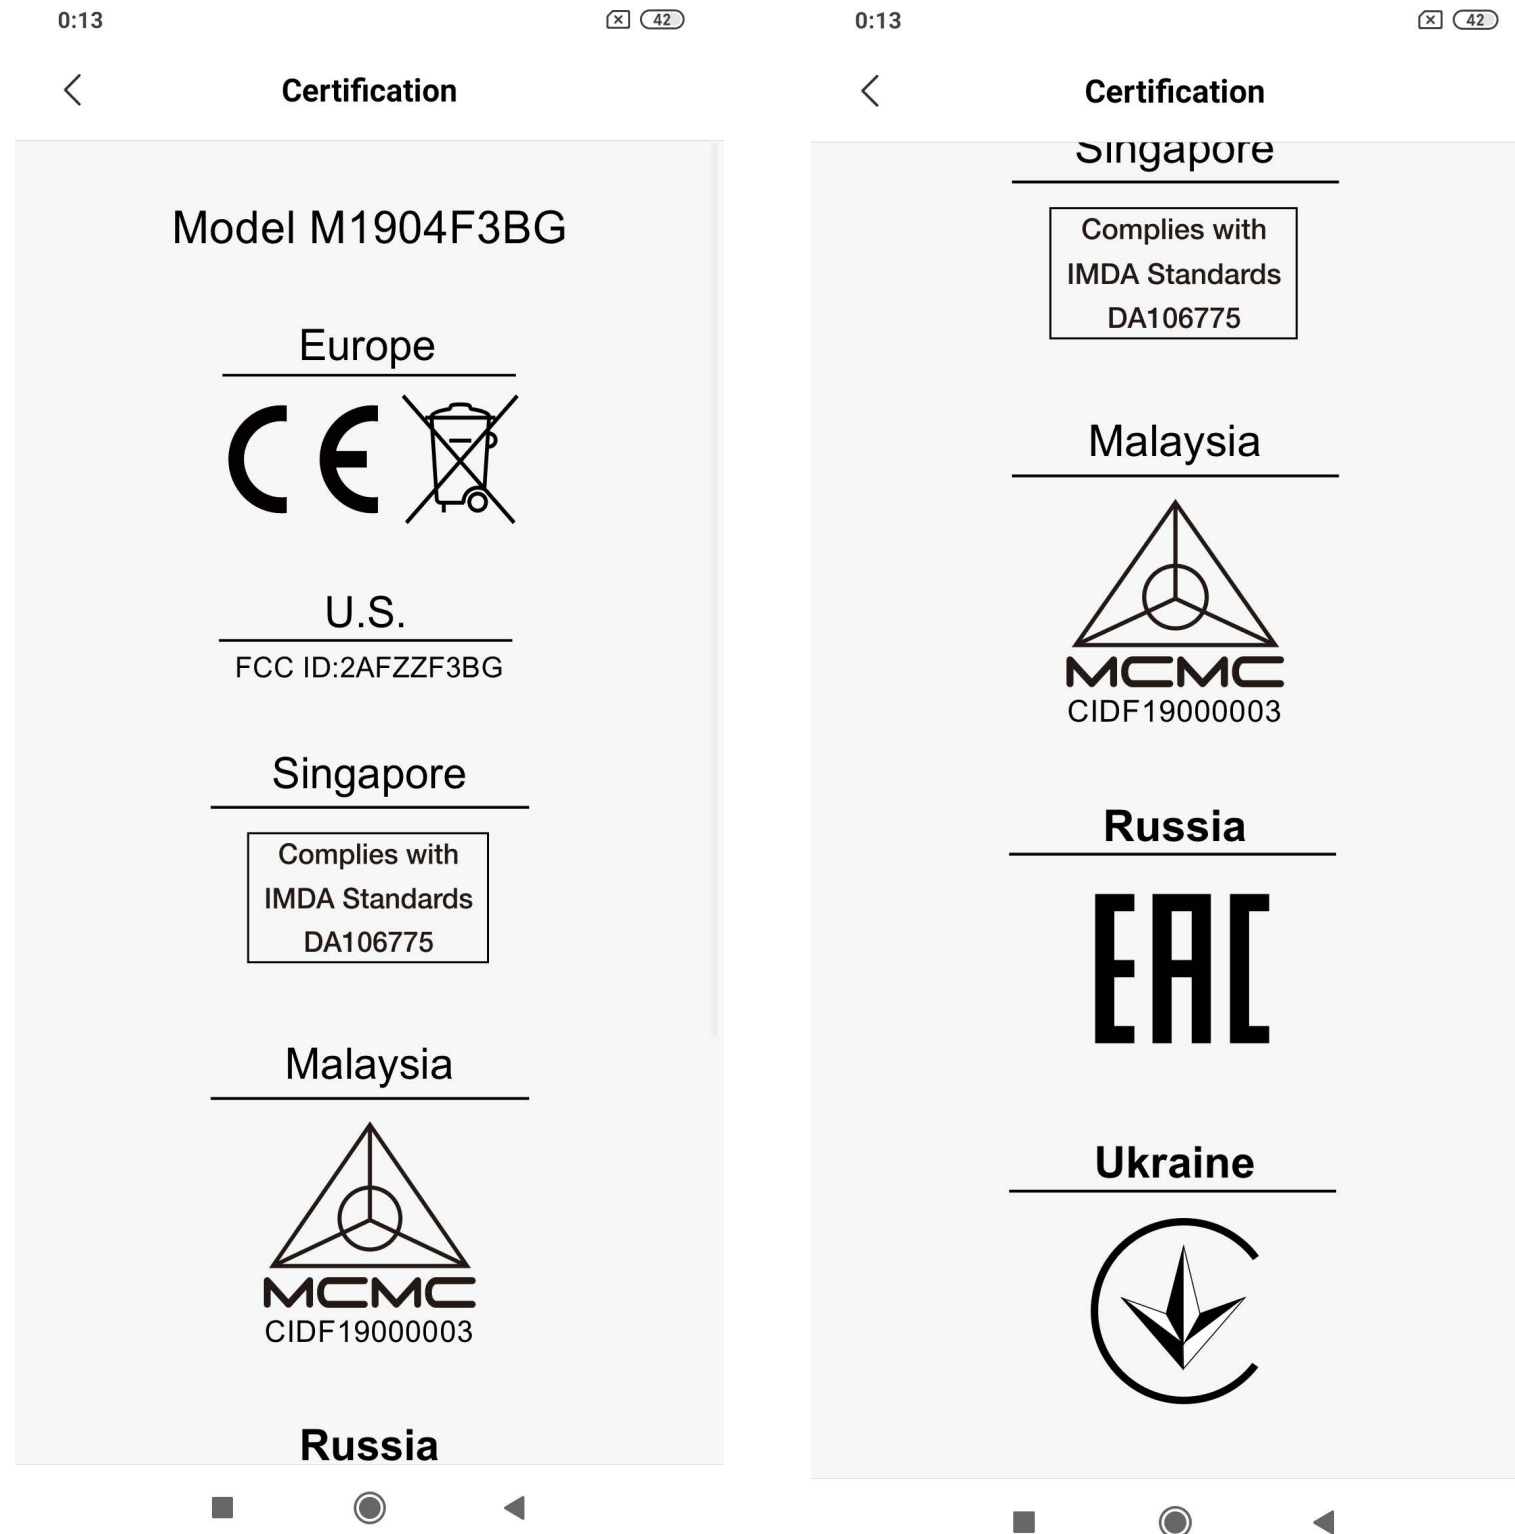 0:13
42
Certification
Model M1904F3BG
Europe
CE
U.S.
FCC ID:2AFZZF3BG
Singapore
Complies with
IMDA Standards
DA106775
Malaysia
MCMC
CIDF19000003
Russia
0:13
42
Certification
Singapore
Complies with
IMDA Standards
DA106775
Malaysia
MCMC
CIDF19000003
Russia
EAC
Ukraine